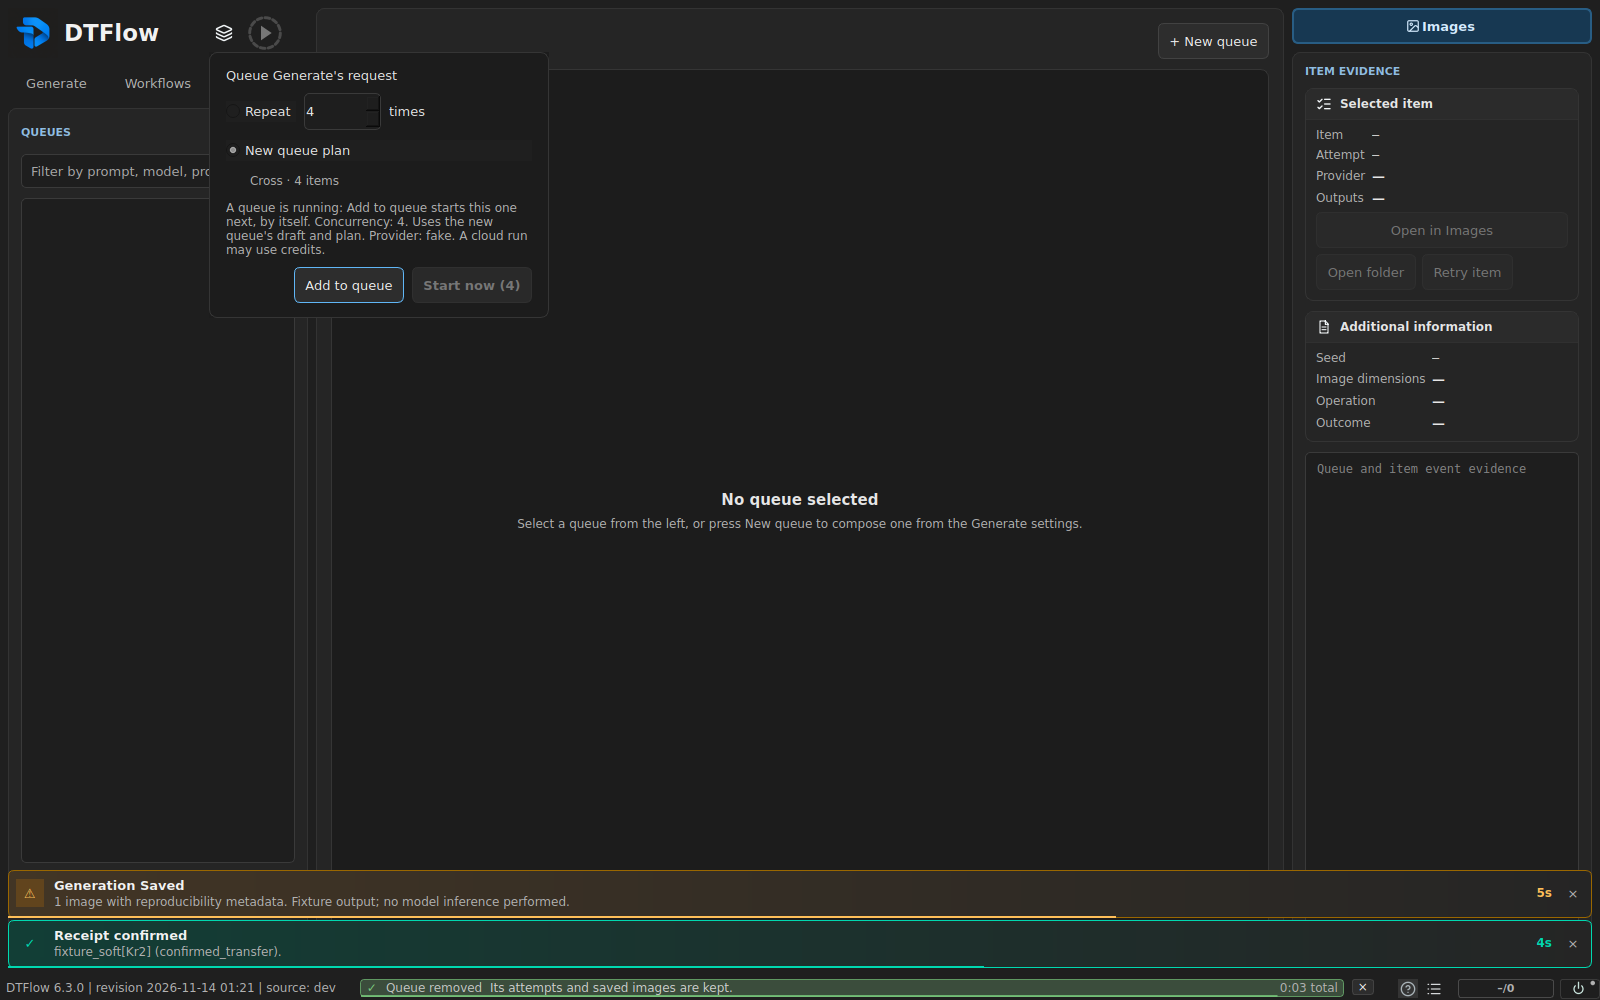 DTFlow
Generate
Workflows
QUEUES
Filter by prompt, model, pro
Queue Generate's request
Repeat 4 times
New queue plan
Cross · 4 items
A queue is running: Add to queue starts this one
next, by itself. Concurrency: 4. Uses the new
queue's draft and plan. Provider: fake. A cloud run
may use credits.
Add to queue
Start now (4)
+ New queue
No queue selected
Select a queue from the left, or press New queue to compose one from the Generate settings.
Images
ITEM EVIDENCE
Selected item
Item –
Attempt –
Provider —
Outputs —
Open in Images
Open folder
Retry item
Additional information
Seed –
Image dimensions —
Operation —
Outcome —
Queue and item event evidence
Generation Saved
1 image with reproducibility metadata. Fixture output; no model inference performed.
5s ×
Receipt confirmed
fixture_soft[Kr2] (confirmed_transfer).
4s ×
DTFlow 6.3.0 | revision 2026-11-14 01:21 | source: dev
✓ Queue removed Its attempts and saved images are kept. 0:03 total
×
–/0